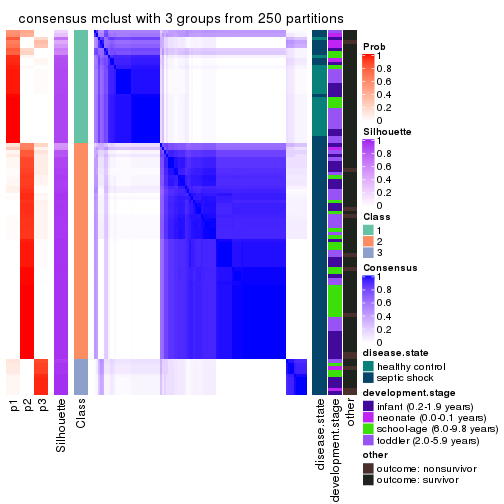 consensus mclust with 3 groups from 250 partitions
Prob
1
0.8
0.6
0.4
0.2
0
Silhouette
1
0.8
0.6
0.4
0.2
0
Class
1
2
3
Consensus
1
0.8
0.6
0.4
0.2
0
disease.state
healthy control
septic shock
development.stage
infant (0.2-1.9 years)
neonate (0.0-0.1 years)
school-age (6.0-9.8 years)
toddler (2.0-5.9 years)
other
outcome: nonsurvivor
outcome: survivor
p1
p2
p3
Silhouette
Class
disease.state
development.stage
other